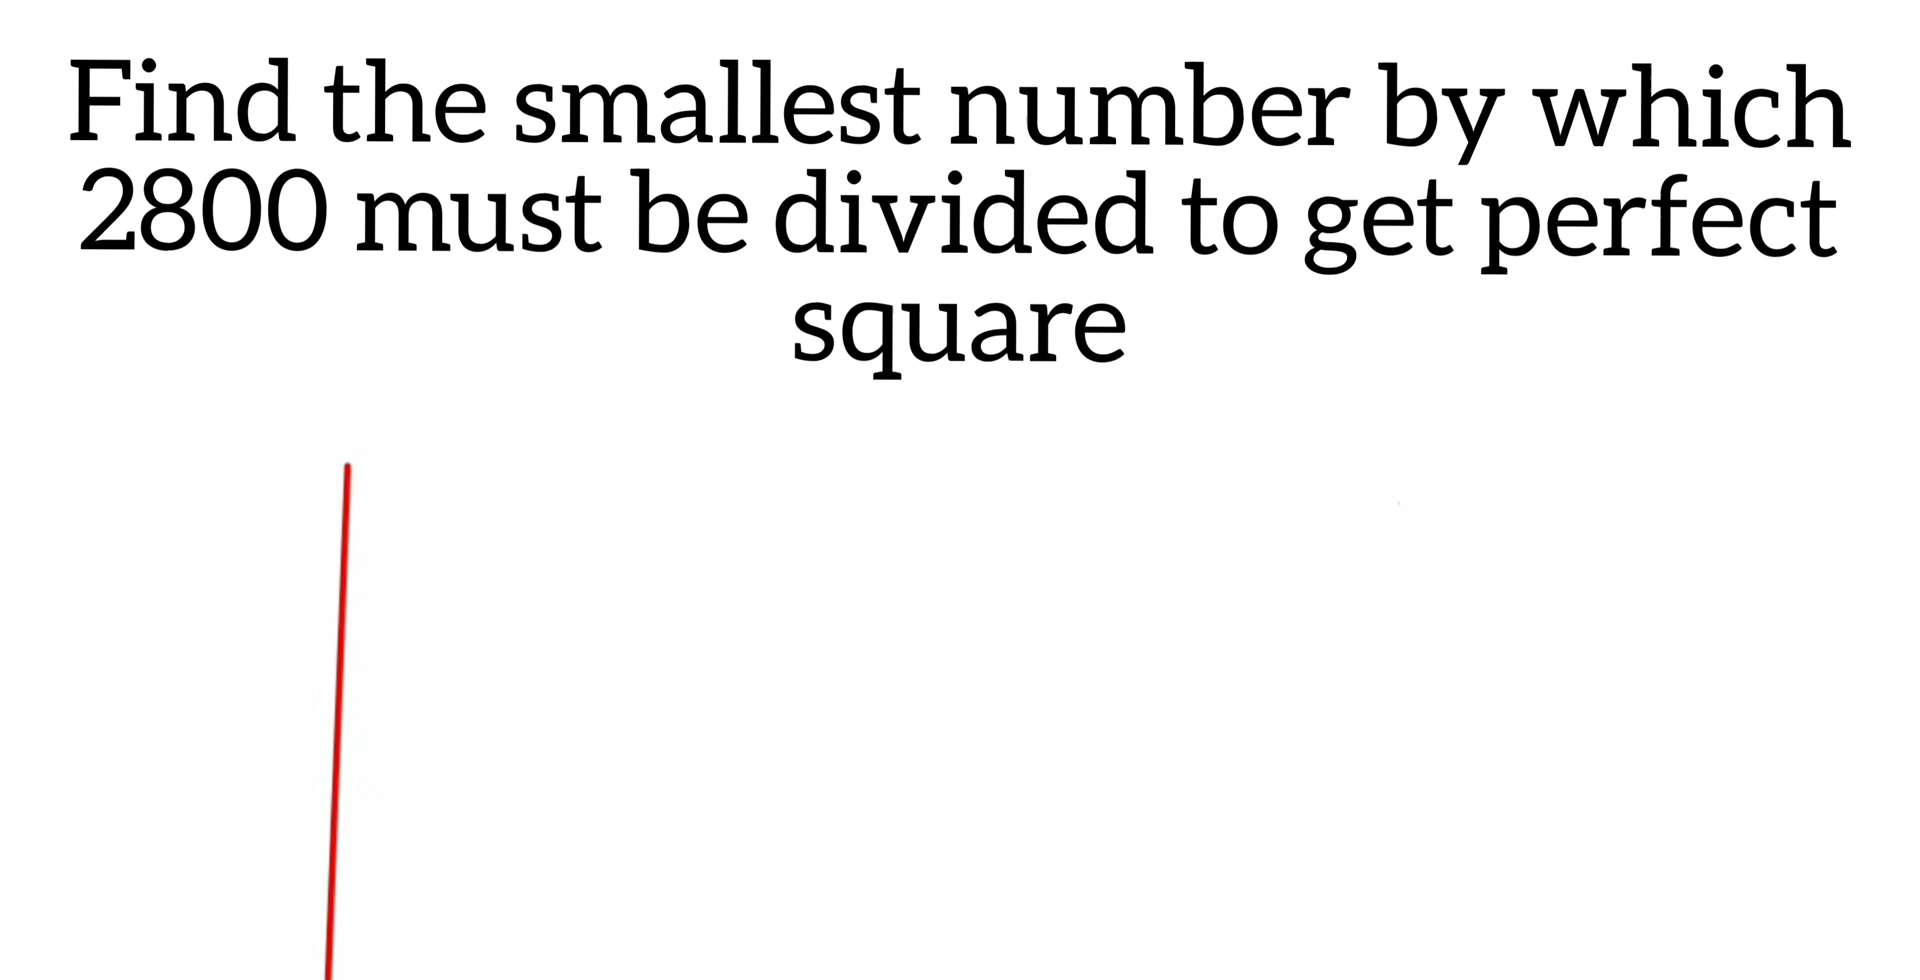 Find the smallest number by which
2800 must be divided to get perfect
square